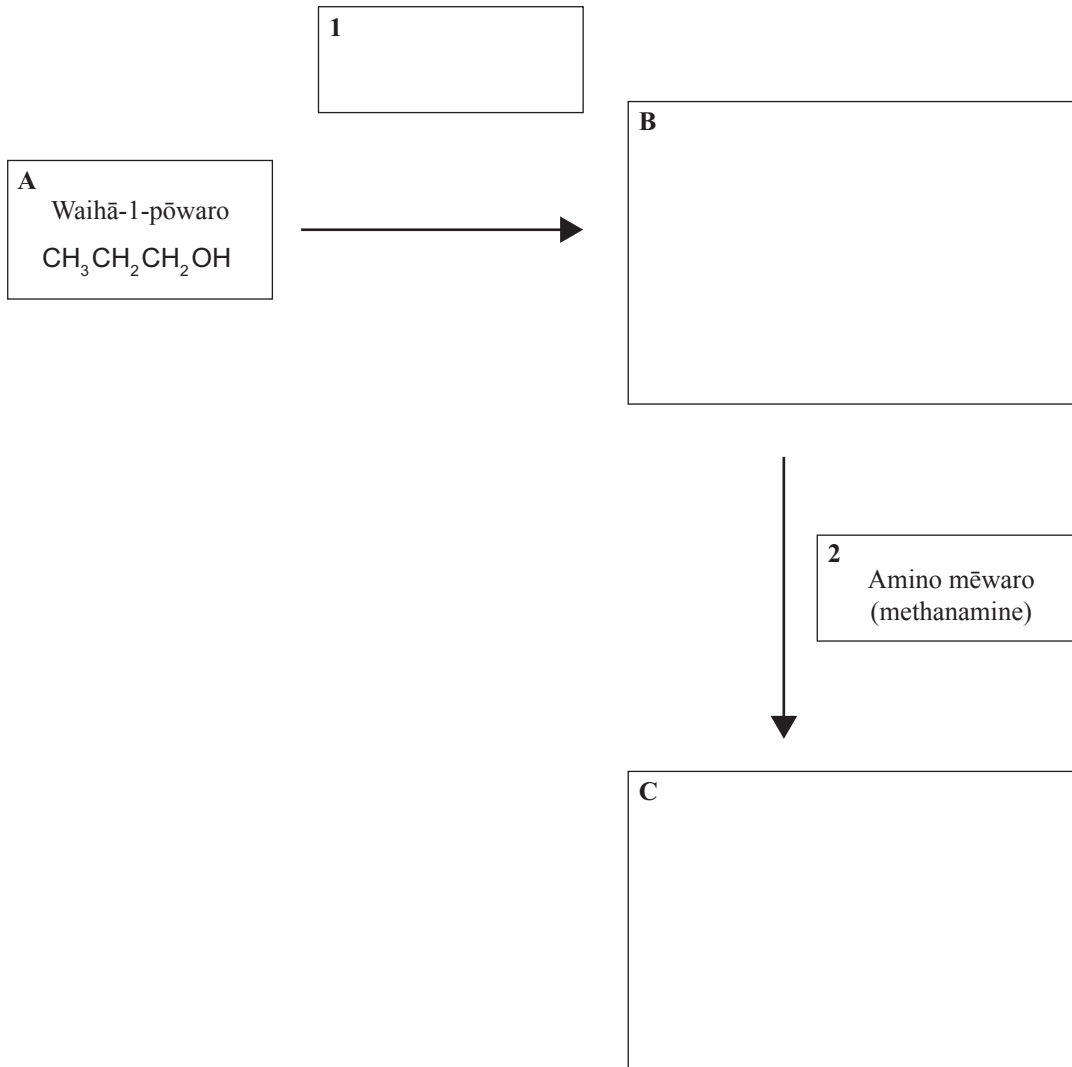 1
B
A
Waihā-1-pōwaro
CH₃CH₂CH₂OH
2
Amino mēwaro
(methanamine)
C